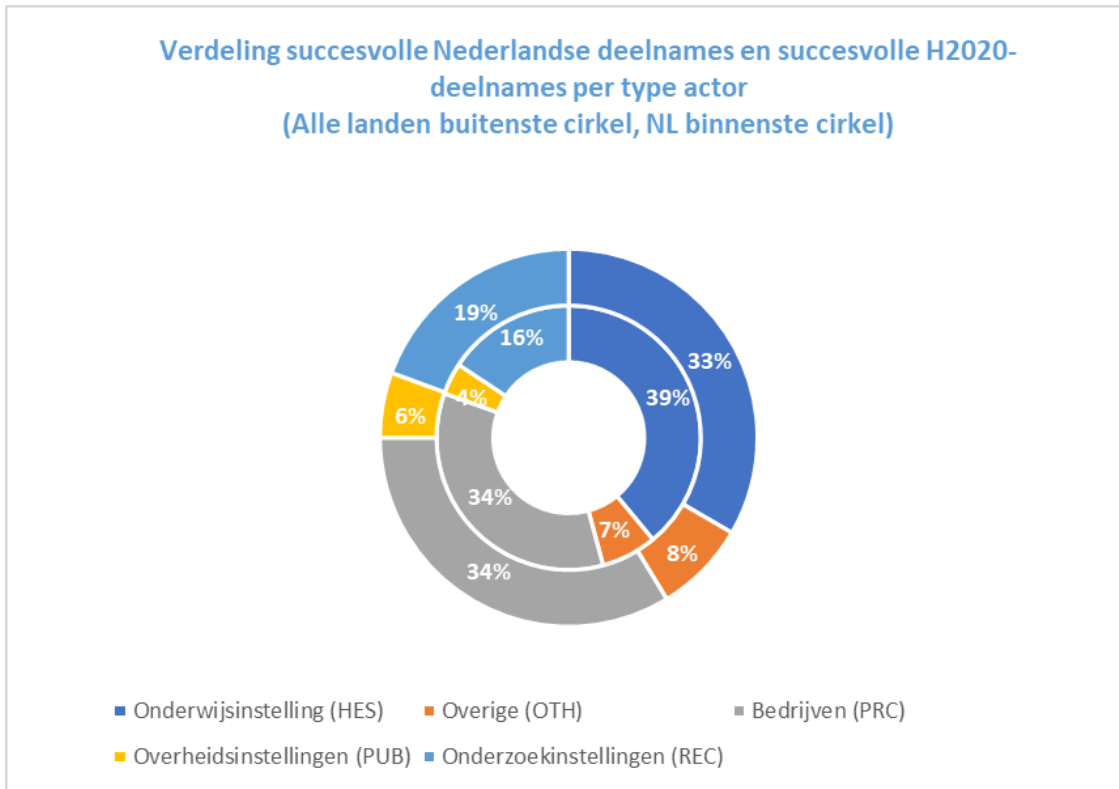 Verdeling succesvolle Nederlandse deelnames en succesvolle H2020-
deelnames per type actor
(Alle landen buitenste cirkel, NL binnenste cirkel)
19%
16%
33%
39%
4%
6%
34%
7%
8%
34%
Onderwijsinstelling (HES) Overige (OTH) Bedrijven (PRC)
Overheidsinstellingen (PUB) Onderzoekinstellingen (REC)